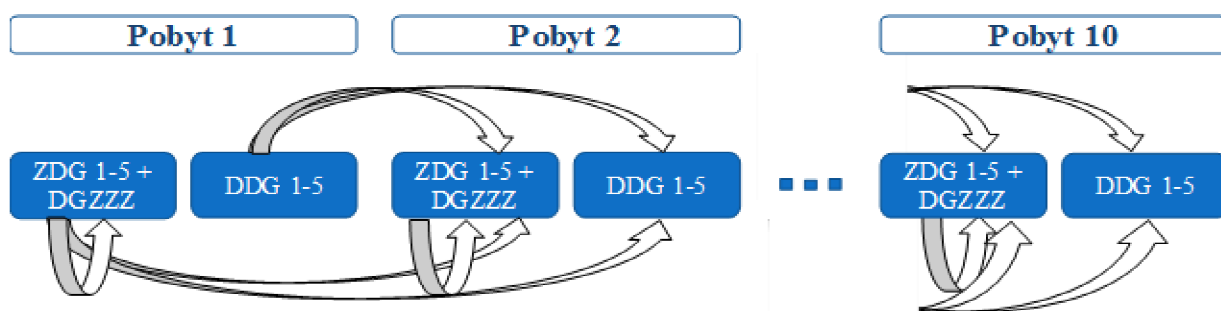 Pobyt 1
Pobyt 2
Pobyt 10
ZDG 1-5 +
DGZZZ
DDG 1-5
ZDG 1-5 +
DGZZZ
DDG 1-5
ZDG 1-5 +
DGZZZ
DDG 1-5